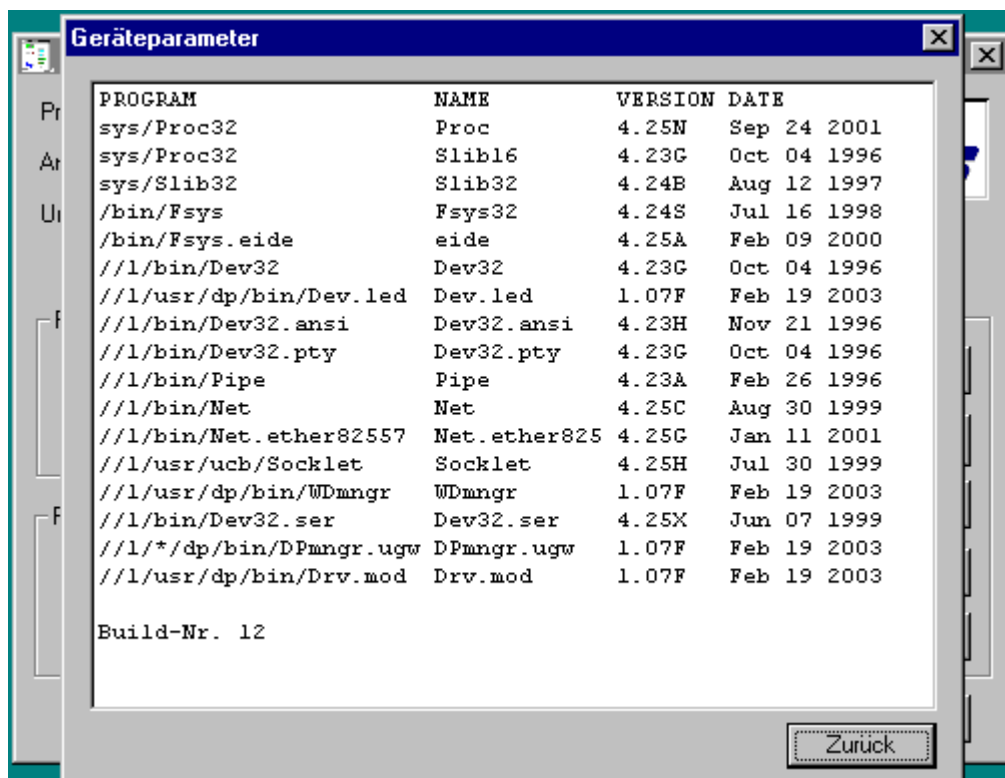 Geräteparameter
PROGRAM NAME VERSION DATE
sys/Proc32 Proc 4.25N Sep 24 2001
sys/Proc32 Slib16 4.23G Oct 04 1996
sys/Slib32 Slib32 4.24B Aug 12 1997
/bin/Fsys Fsys32 4.24S Jul 16 1998
/bin/Fsys.eide eide 4.25A Feb 09 2000
//1/bin/Dev32 Dev32 4.23G Oct 04 1996
//1/usr/dp/bin/Dev.led Dev.led 1.07F Feb 19 2003
//1/bin/Dev32.ansi Dev32.ansi 4.23H Nov 21 1996
//1/bin/Dev32.pty Dev32.pty 4.23G Oct 04 1996
//1/bin/Pipe Pipe 4.23A Feb 26 1996
//1/bin/Net Net 4.25C Aug 30 1999
//1/bin/Net.ether82557 Net.ether825 4.25G Jan 11 2001
//1/usr/ucb/Socklet Socklet 4.25H Jul 30 1999
//1/usr/dp/bin/WDmngr WDmngr 1.07F Feb 19 2003
//1/bin/Dev32.ser Dev32.ser 4.25X Jun 07 1999
//1/*/dp/bin/DPmngr.ugw DPmngr.ugw 1.07F Feb 19 2003
//1/usr/dp/bin/Drv.mod Drv.mod 1.07F Feb 19 2003
Build-Nr. 12
Zurück